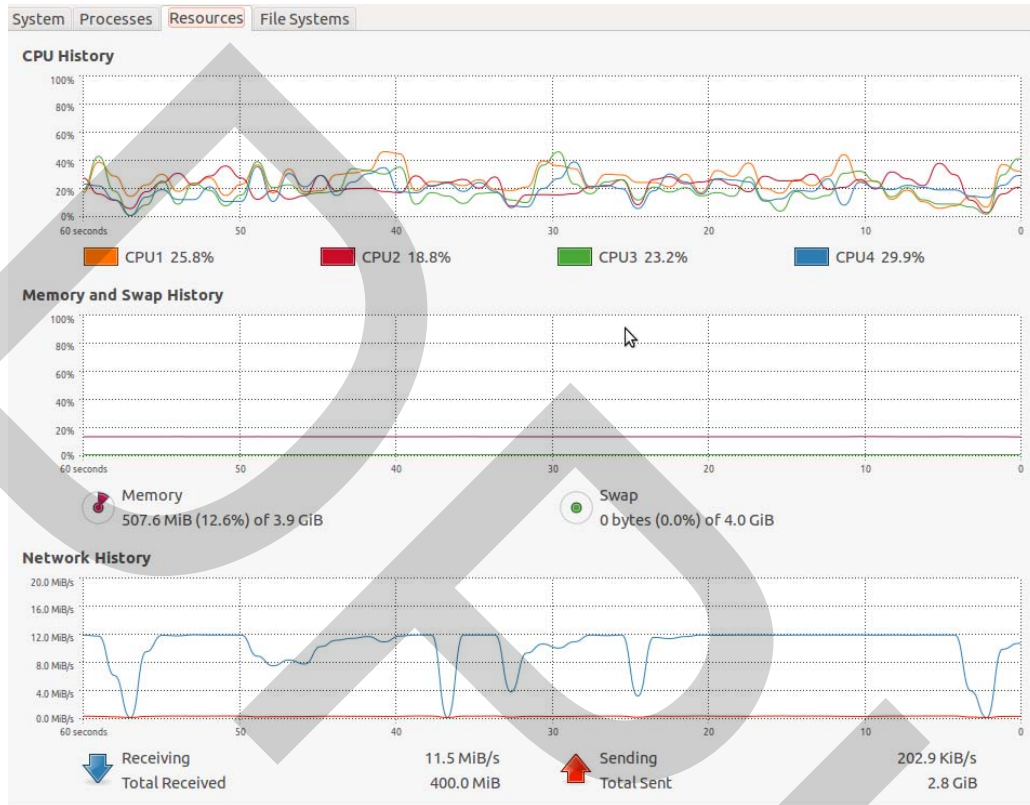 System Processes Resources File Systems
CPU History
100%
80%
60%
40%
20%
0%
60 seconds 50 40 30 20 10 0
CPU1 25.8% CPU2 18.8% CPU3 23.2% CPU4 29.9%
Memory and Swap History
100%
80%
60%
40%
20%
0%
60 seconds 50 40 30 20 10 0
Memory Swap
507.6 MiB (12.6%) of 3.9 GiB 0 bytes (0.0%) of 4.0 GiB
Network History
20.0 MiB/s
16.0 MiB/s
12.0 MiB/s
8.0 MiB/s
4.0 MiB/s
0.0 MiB/s
60 seconds 50 40 30 20 10 0
Receiving 11.5 MiB/s Sending 202.9 KiB/s
Total Received 400.0 MiB Total Sent 2.8 GiB